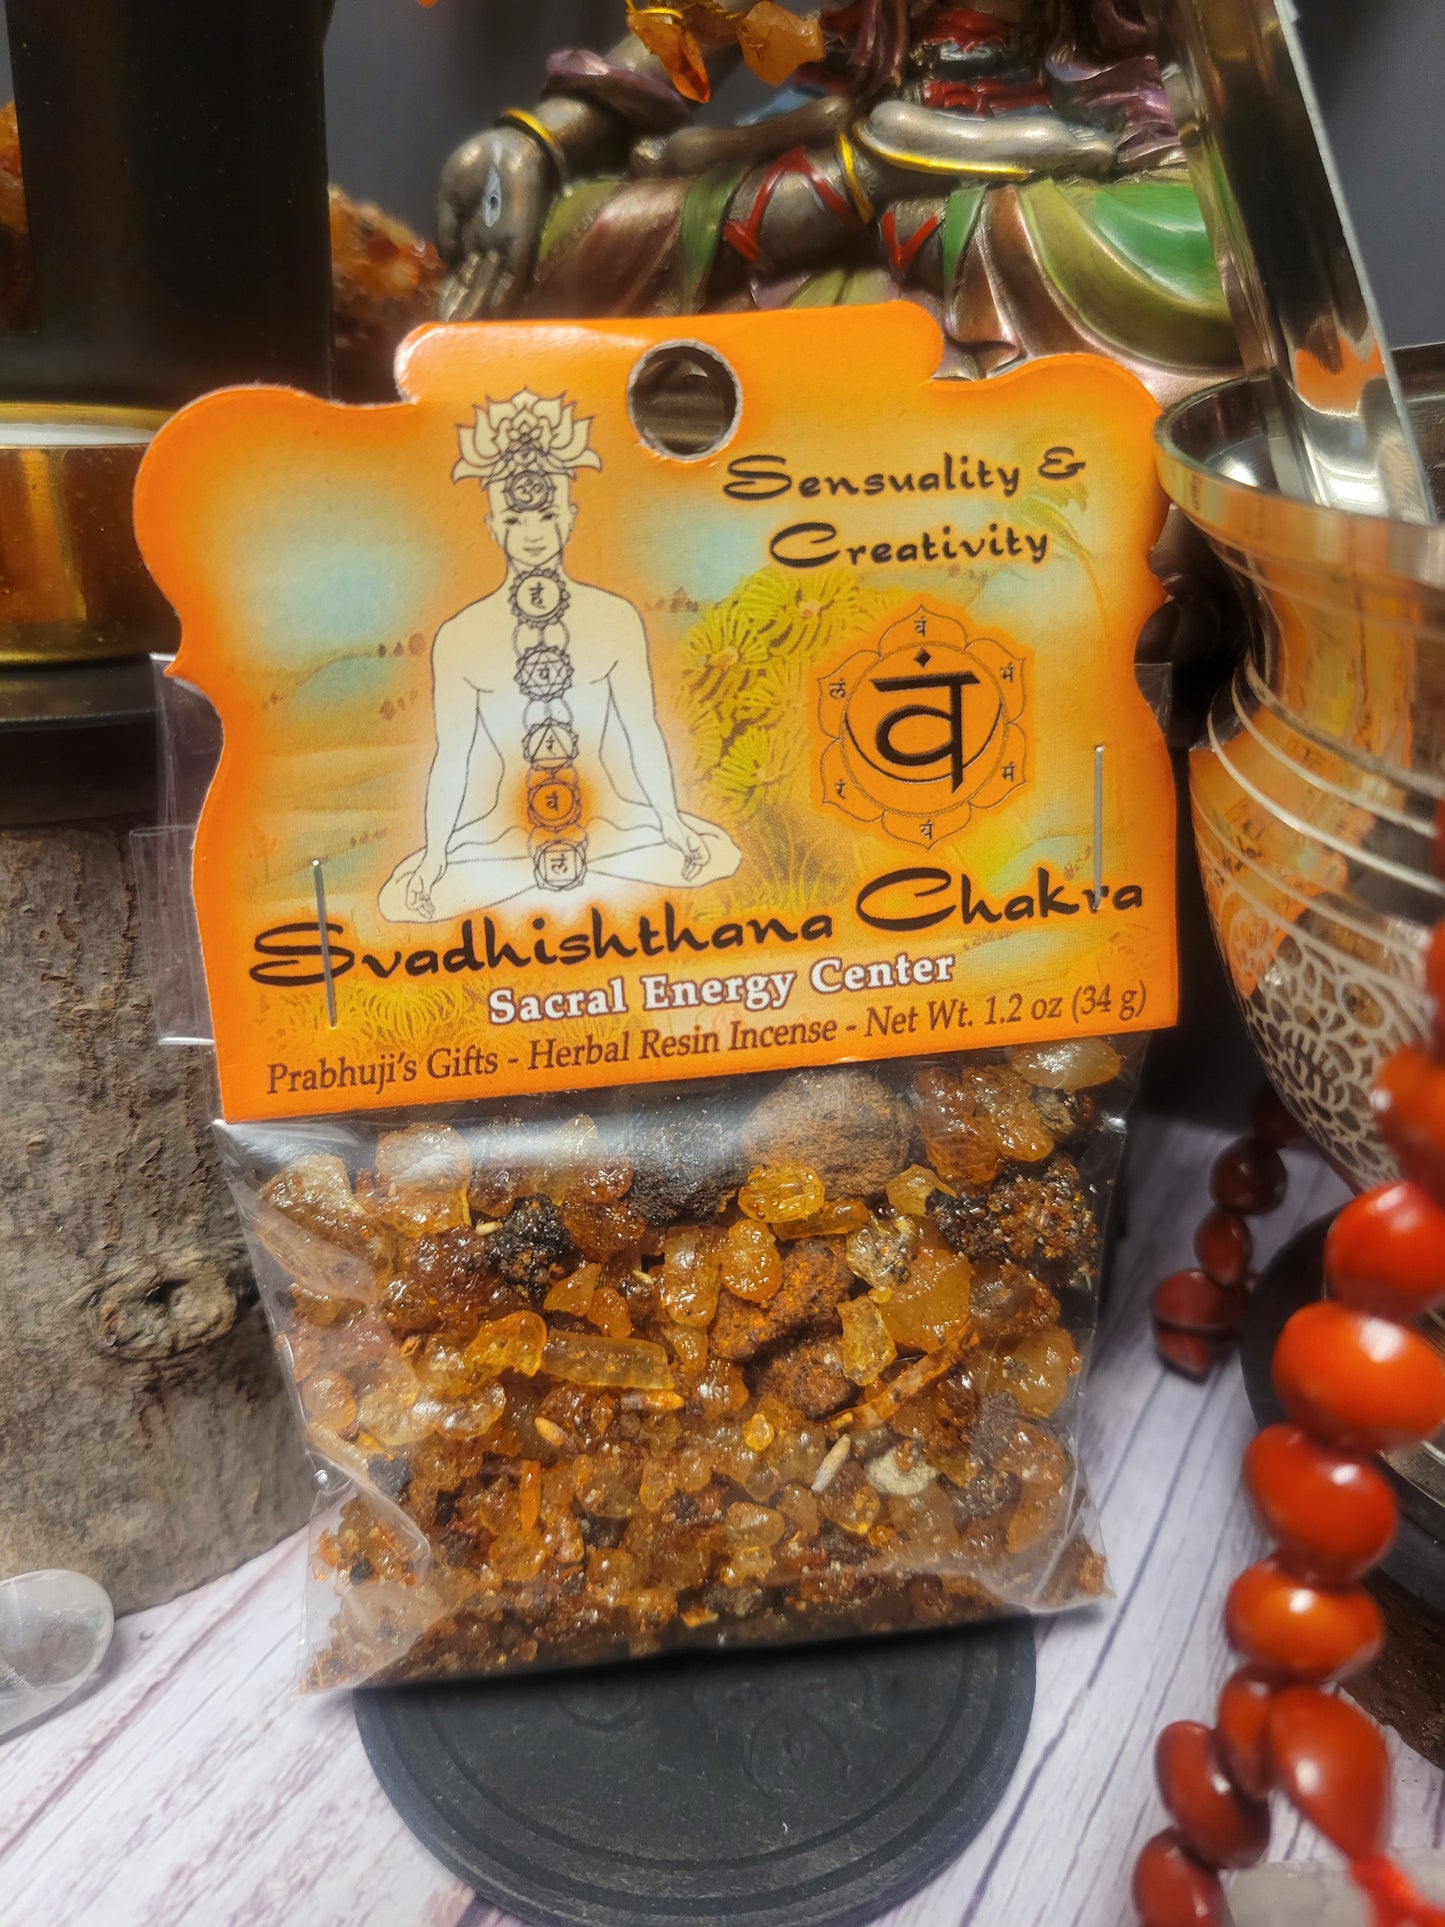 Sensuality &
Creativity
ॐ
हं
यं
रं
वं
लं
वं
लं
भं
वं
रं
मं
यं
Svadhishthana Chakra
Sacral Energy Center
Prabhuji's Gifts - Herbal Resin Incense - Net Wt. 1.2 oz (34 g)